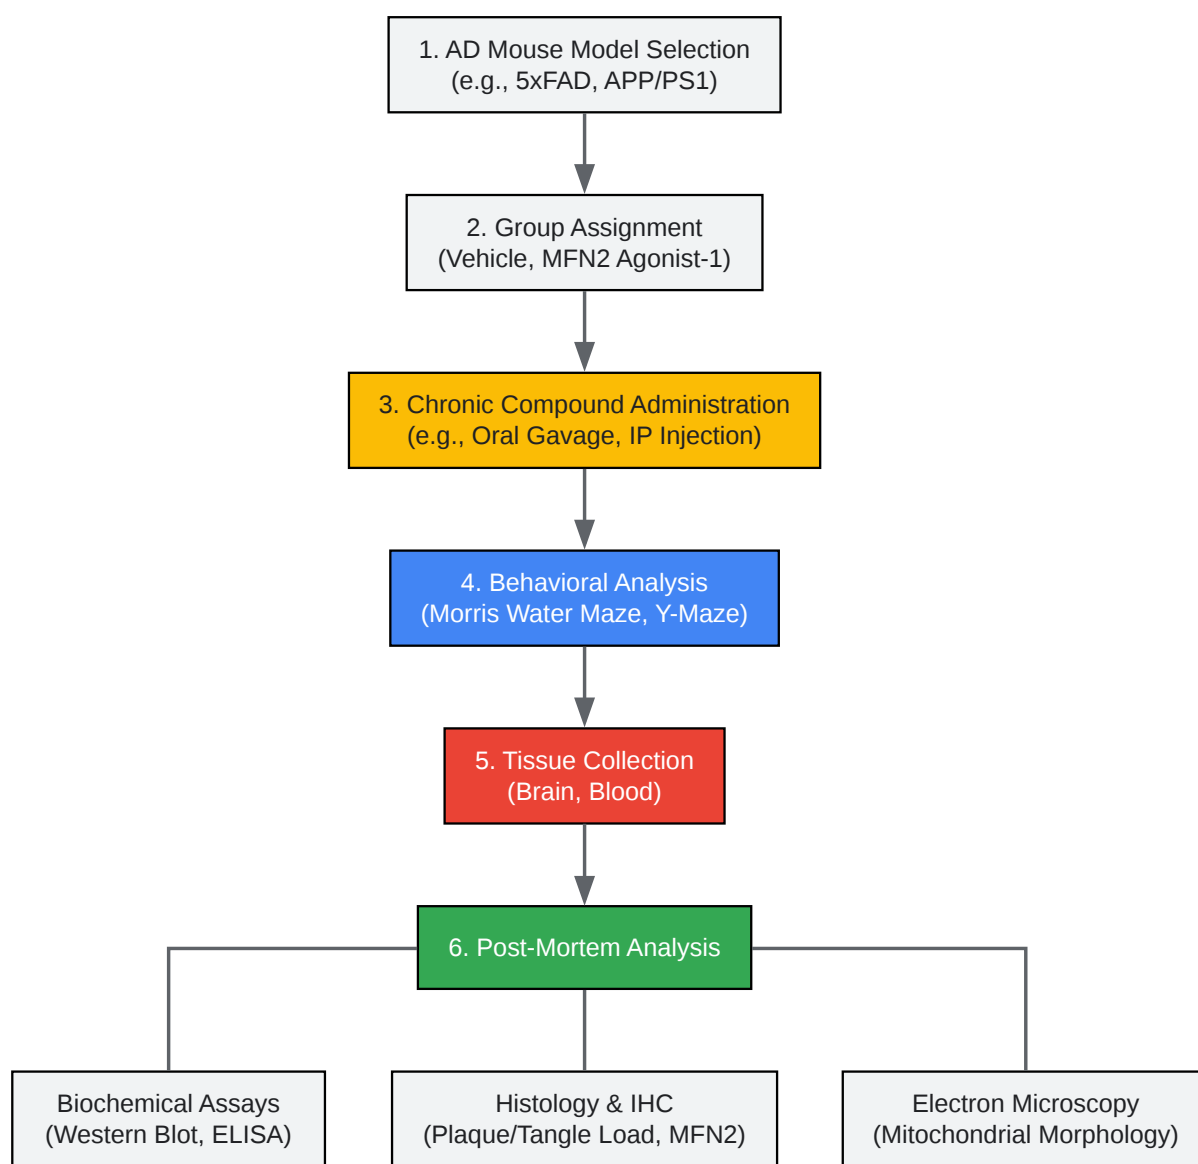 1. AD Mouse Model Selection
(e.g., 5xFAD, APP/PS1)
2. Group Assignment
(Vehicle, MFN2 Agonist-1)
3. Chronic Compound Administration
(e.g., Oral Gavage, IP Injection)
4. Behavioral Analysis
(Morris Water Maze, Y-Maze)
5. Tissue Collection
(Brain, Blood)
6. Post-Mortem Analysis
Biochemical Assays
(Western Blot, ELISA)
Histology & IHC
(Plaque/Tangle Load, MFN2)
Electron Microscopy
(Mitochondrial Morphology)